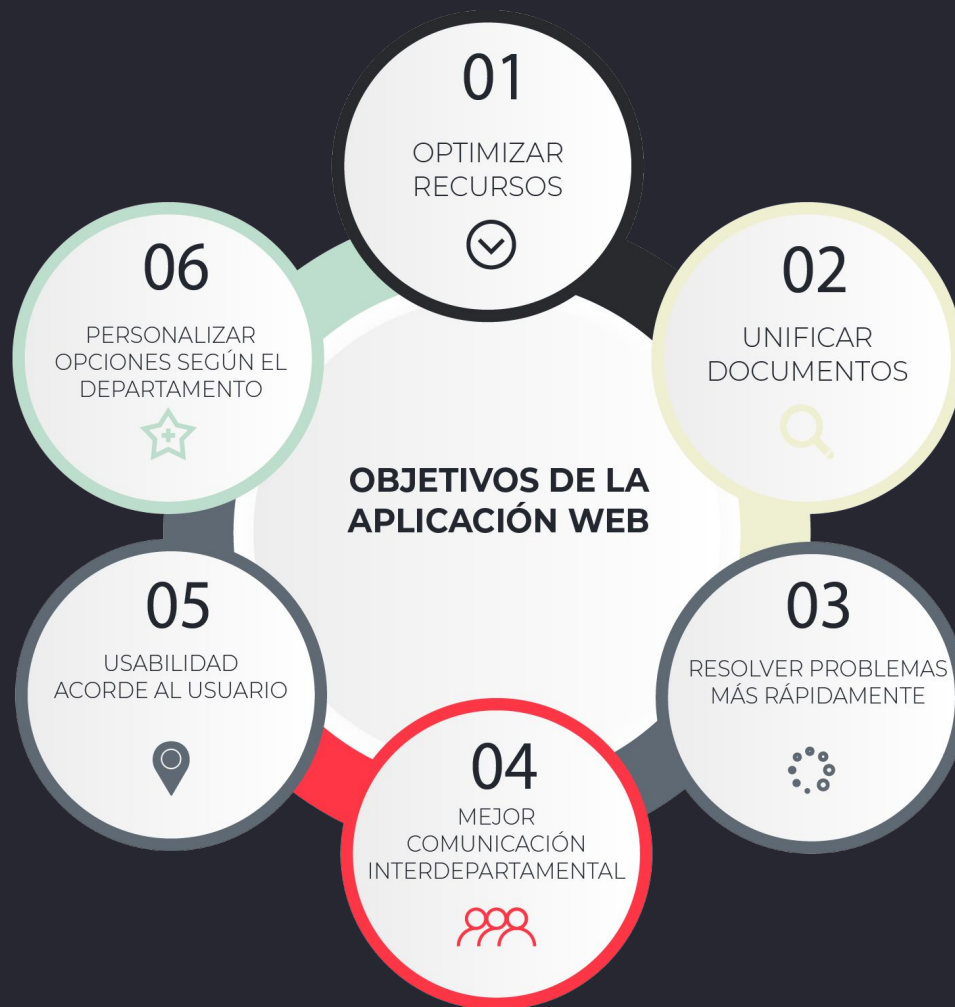 01
OPTIMIZAR
RECURSOS
02
UNIFICAR
DOCUMENTOS
03
RESOLVER PROBLEMAS
MÁS RÁPIDAMENTE
04
MEJOR
COMUNICACIÓN
INTERDEPARTAMENTAL
05
USABILIDAD
ACORDE AL USUARIO
06
PERSONALIZAR
OPCIONES SEGÚN EL
DEPARTAMENTO
OBJETIVOS DE LA
APLICACIÓN WEB